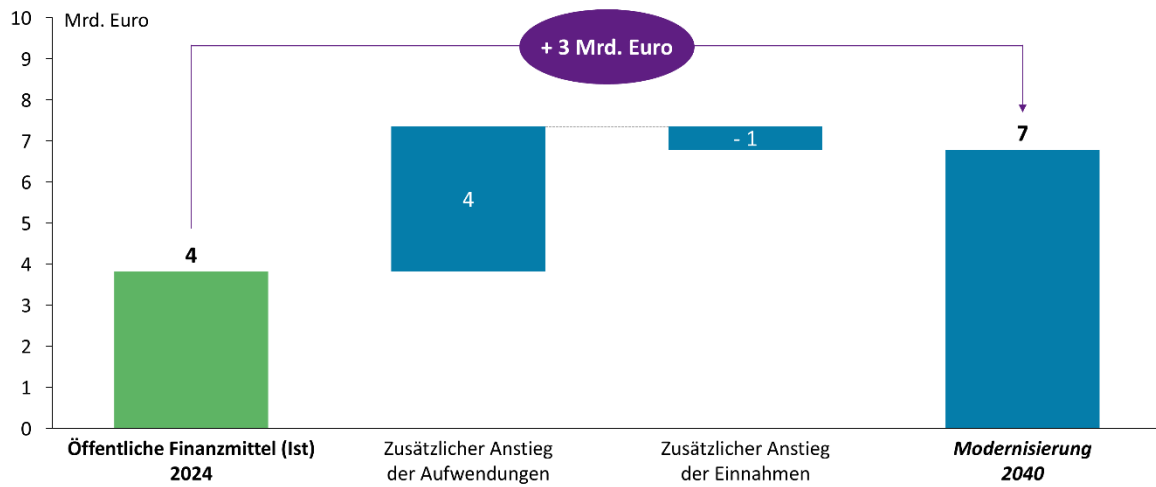 10
Mrd. Euro
+ 3 Mrd. Euro
9
8
7
7
- 1
6
4
5
4
4
3
2
1
0
Öffentliche Finanzmittel (Ist)
2024
Zusätzlicher Anstieg
der Aufwendungen
Zusätzlicher Anstieg
der Einnahmen
Modernisierung
2040